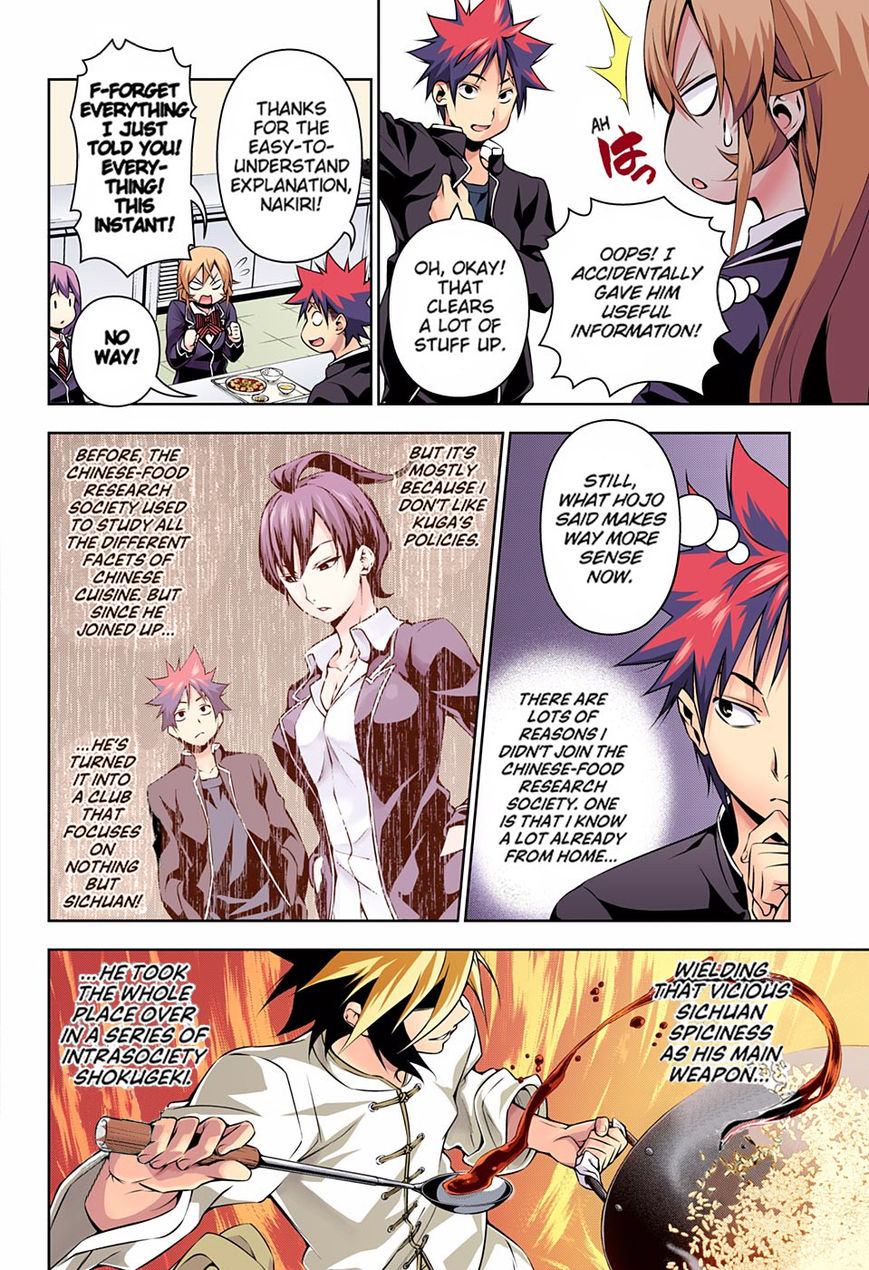 OOPS! I
ACCIDENTALLY
GAVE HIM
USEFUL
INFORMATION!
AH
はっ
OH, OKAY!
THAT
CLEARS
A LOT OF
STUFF UP.
THANKS
FOR THE
EASY-TO-
UNDERSTAND
EXPLANATION,
NAKIRI!
F-FORGET
EVERYTHING
I JUST
TOLD YOU!
EVERY-
THING!
THIS
INSTANT!
NO
WAY!
STILL,
WHAT HOJO
SAID MAKES
WAY MORE
SENSE
NOW.
THERE ARE
LOTS OF
REASONS I
DIDN'T JOIN THE
CHINESE-FOOD
RESEARCH
SOCIETY. ONE
IS THAT I KNOW
A LOT ALREADY
FROM HOME...
BUT IT'S
MOSTLY
BECAUSE I
DON'T LIKE
KUGA'S
POLICIES.
BEFORE, THE
CHINESE-FOOD
RESEARCH
SOCIETY USED
TO STUDY ALL
THE DIFFERENT
FACETS OF
CHINESE
CUISINE. BUT
SINCE HE
JOINED UP...
...HE'S
TURNED
IT INTO
A CLUB
THAT
FOCUSES
ON
NOTHING
BUT
SICHUAN!
WIELDING
THAT VICIOUS
SICHUAN
SPICINESS
AS HIS MAIN
WEAPON...
...HE TOOK
THE WHOLE
PLACE OVER
IN A SERIES OF
INTRASOCIETY
SHOKUGEKI.